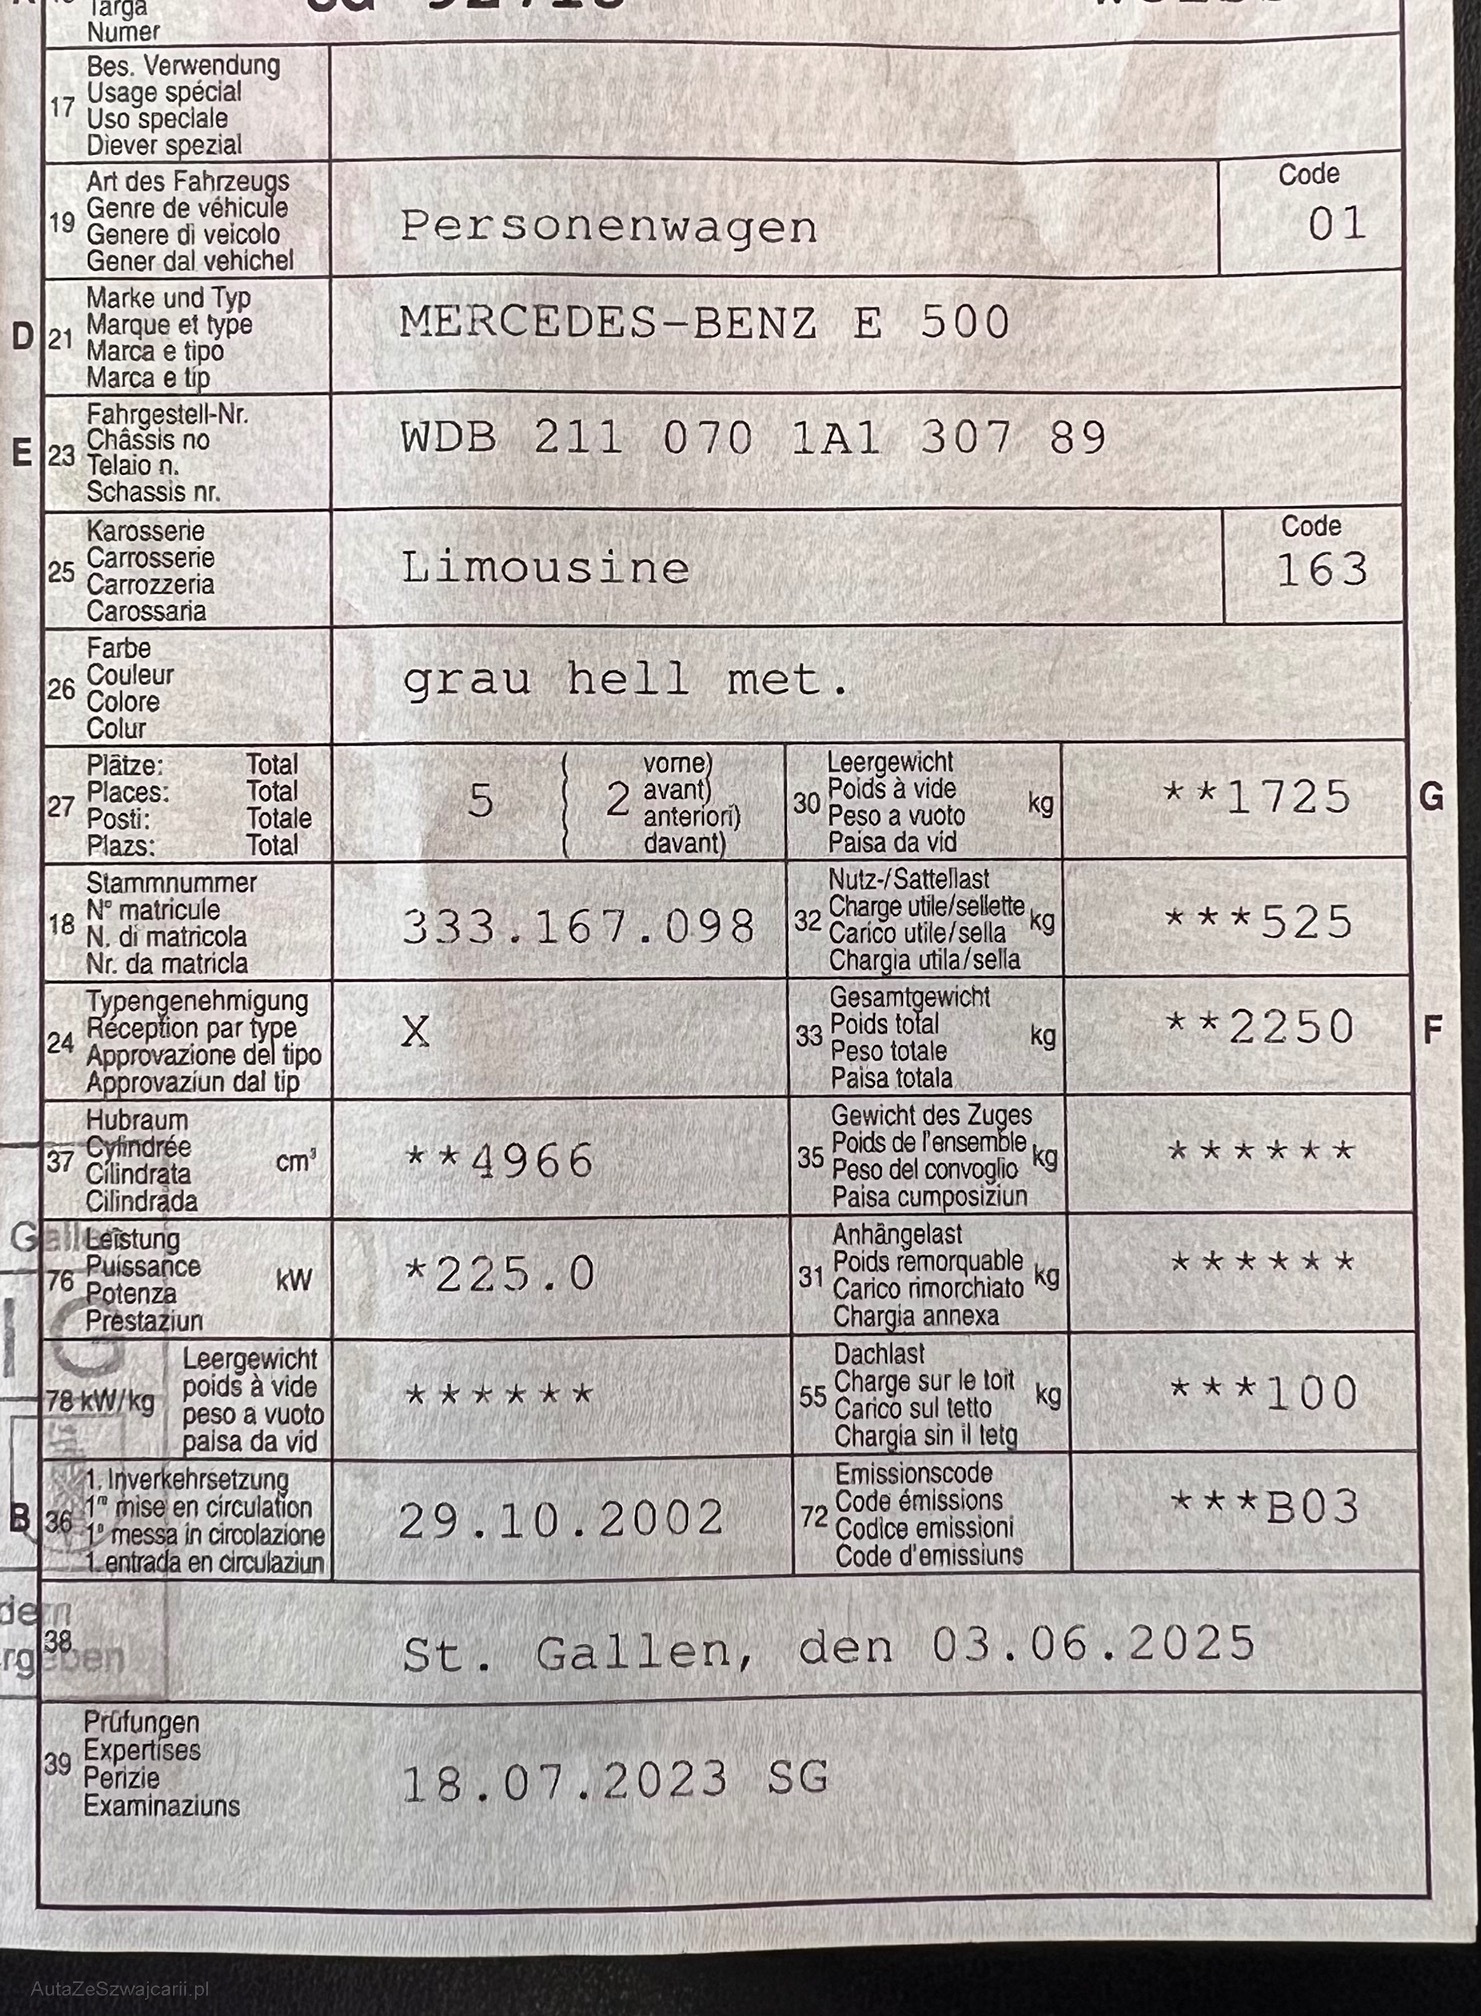 Targa
Numer
17 Bes. Verwendung
Usage spécial
Uso speciale
Diever spezial
19 Art des Fahrzeugs
Genre de véhicule
Genere di veicolo
Gener dal vehichel
Personenwagen
Code
01
D 21 Marke und Typ
Marque et type
Marca e tipo
Marca e tip
MERCEDES-BENZ E 500
E 23 Fahrgestell-Nr.
Châssis no
Telaio n.
Schassis nr.
WDB 211 070 1A1 307 89
25 Karosserie
Carrosserie
Carrozzeria
Carossaria
Limousine
Code
163
26 Farbe
Couleur
Colore
Colur
grau hell met.
27 Plätze: Total
Places: Total
Posti: Totale
Plazs: Total
5 ( 2 vorne)
avant)
anteriori)
davant)
30 Leergewicht
Poids à vide
Peso a vuoto
Paisa da vid
kg
**1725
G
18 Stammnummer
N° matricule
N. di matricola
Nr. da matricla
333.167.098
32 Nutz-/Sattellast
Charge utile/sellette
Carico utile/sella
Chargia utila/sella
kg
***525
24 Typengenehmigung
Réception par type
Approvazione del tipo
Approvaziun dal tip
X
33 Gesamtgewicht
Poids total
Peso totale
Paisa totala
kg
**2250
F
37 Hubraum
Cylindrée
Cilindrata
Cilindrada
cm³
**4966
35 Gewicht des Zuges
Poids de l'ensemble
Peso del convoglio
Paisa cumposiziun
kg
******
76 Leistung
Puissance
Potenza
Prestaziun
kW
*225.0
31 Anhängelast
Poids remorquable
Carico rimorchiato
Chargia annexa
kg
******
78 kW/kg Leergewicht
poids à vide
peso a vuoto
paisa da vid
******
55 Dachlast
Charge sur le toit
Carico sul tetto
Chargia sin il tetg
kg
***100
B 36 1. Inverkehrsetzung
1re mise en circulation
1a messa in circolazione
1. entrada en circulaziun
29.10.2002
72 Emissionscode
Code émissions
Codice emissioni
Code d'emissiuns
***B03
38 St. Gallen, den 03.06.2025
39 Prüfungen
Expertises
Perizie
Examinaziuns
18.07.2023 SG
AutaZeSzwajcarii.pl